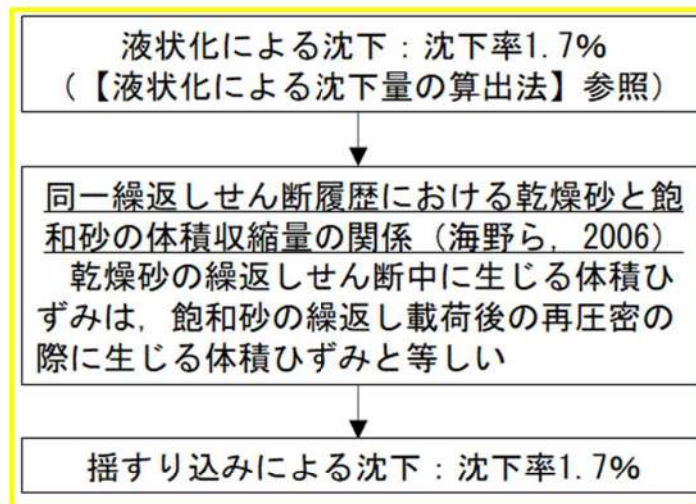 液状化による沈下：沈下率1.7%
（【液状化による沈下量の算出法】参照）
同一繰返しせん断履歴における乾燥砂と飽
和砂の体積収縮量の関係（海野ら，2006）
乾燥砂の繰返しせん断中に生じる体積ひ
ずみは，飽和砂の繰返し載荷後の再圧密の
際に生じる体積ひずみと等しい
揺すり込みによる沈下：沈下率1.7%